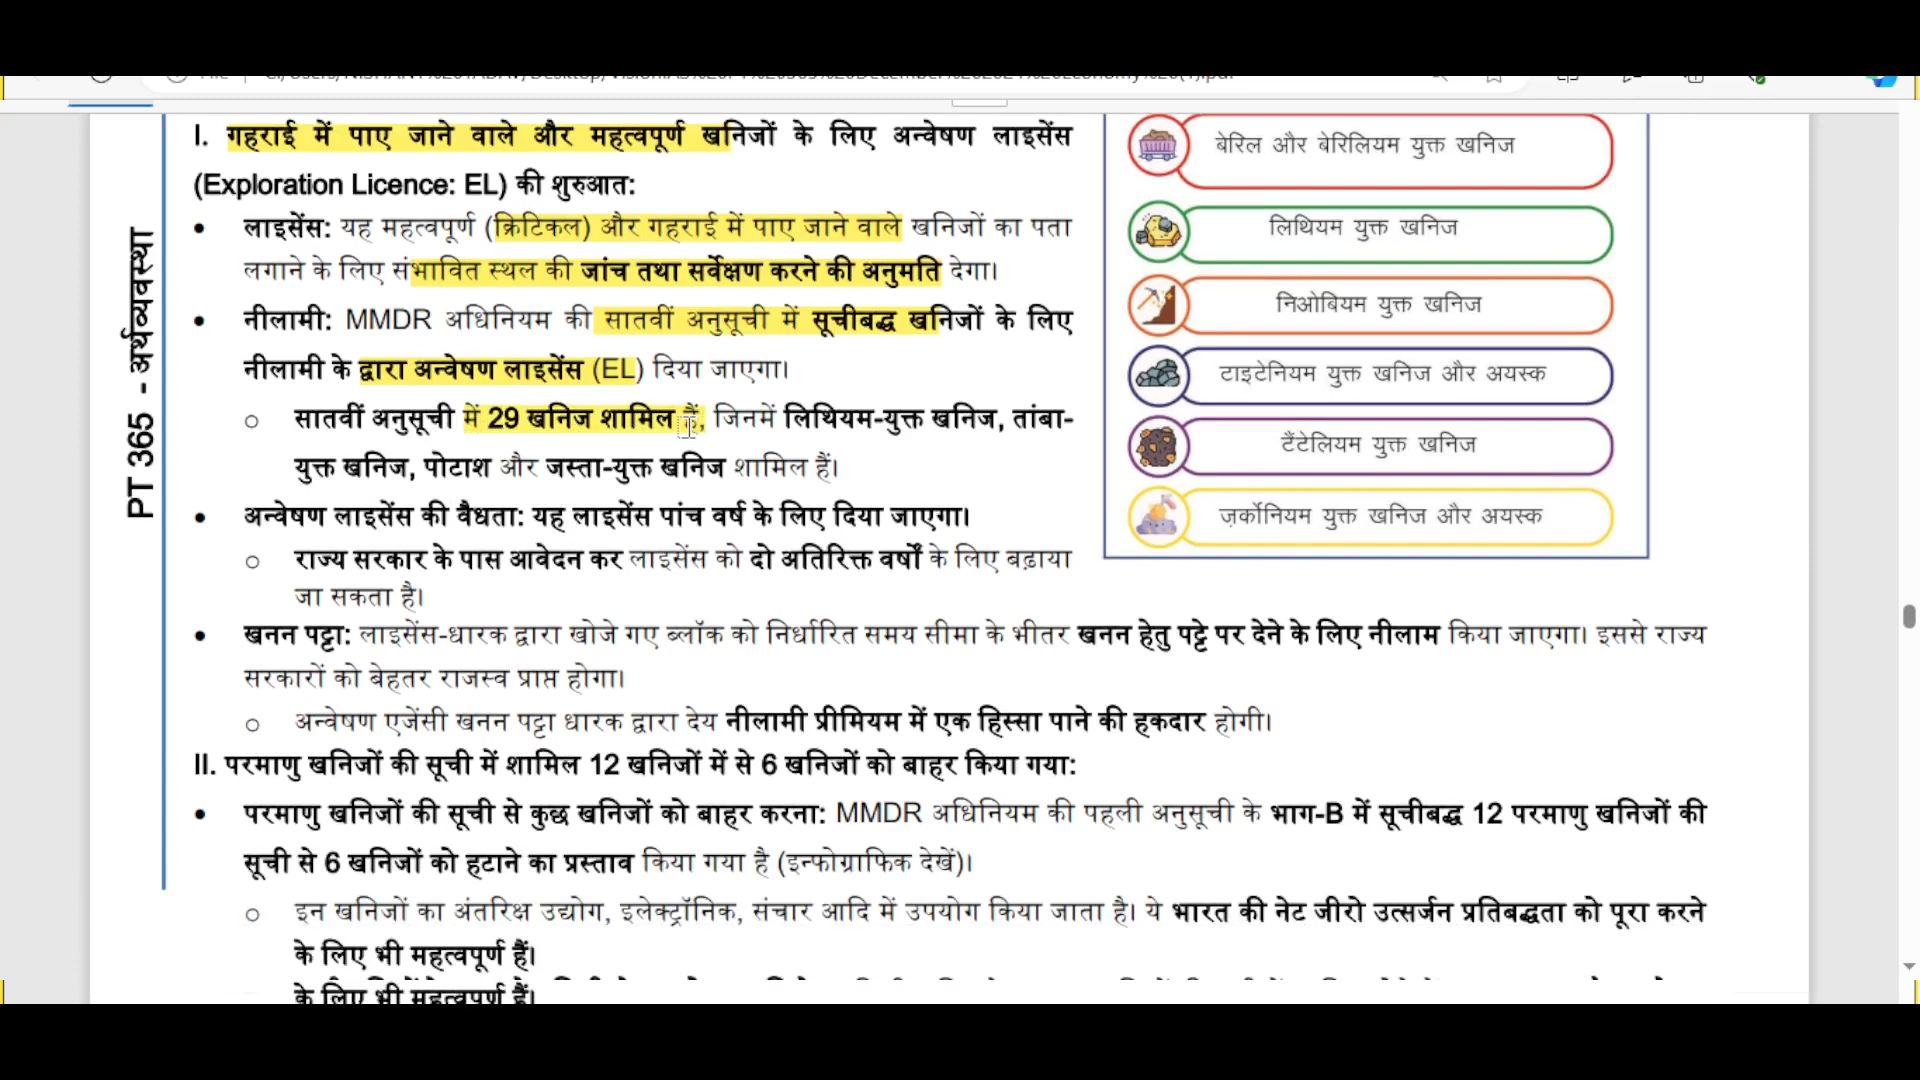 I. गहराई में पाए जाने वाले और महत्वपूर्ण खनिजों के लिए अन्वेषण लाइसेंस
(Exploration Licence: EL) की शुरुआत:
• लाइसेंस: यह महत्वपूर्ण (क्रिटिकल) और गहराई में पाए जाने वाले खनिजों का पता
लगाने के लिए संभावित स्थल की जांच तथा सर्वेक्षण करने की अनुमति देगा।
• नीलामी: MMDR अधिनियम की सातवीं अनुसूची में सूचीबद्ध खनिजों के लिए
नीलामी के द्वारा अन्वेषण लाइसेंस (EL) दिया जाएगा।
o सातवीं अनुसूची में 29 खनिज शामिल हैं, जिनमें लिथियम-युक्त खनिज, तांबा-
युक्त खनिज, पोटाश और जस्ता-युक्त खनिज शामिल हैं।
• अन्वेषण लाइसेंस की वैधता: यह लाइसेंस पांच वर्ष के लिए दिया जाएगा।
o राज्य सरकार के पास आवेदन कर लाइसेंस को दो अतिरिक्त वर्षों के लिए बढ़ाया
जा सकता है।
• खनन पट्टा: लाइसेंस-धारक द्वारा खोजे गए ब्लॉक को निर्धारित समय सीमा के भीतर खनन हेतु पट्टे पर देने के लिए नीलाम किया जाएगा। इससे राज्य
सरकारों को बेहतर राजस्व प्राप्त होगा।
o अन्वेषण एजेंसी खनन पट्टा धारक द्वारा देय नीलामी प्रीमियम में एक हिस्सा पाने की हकदार होगी।
II. परमाणु खनिजों की सूची में शामिल 12 खनिजों में से 6 खनिजों को बाहर किया गया:
• परमाणु खनिजों की सूची से कुछ खनिजों को बाहर करना: MMDR अधिनियम की पहली अनुसूची के भाग-B में सूचीबद्ध 12 परमाणु खनिजों की
सूची से 6 खनिजों को हटाने का प्रस्ताव किया गया है (इन्फोग्राफिक देखें)।
o इन खनिजों का अंतरिक्ष उद्योग, इलेक्ट्रॉनिक, संचार आदि में उपयोग किया जाता है। ये भारत की नेट जीरो उत्सर्जन प्रतिबद्धता को पूरा करने
के लिए भी महत्वपूर्ण हैं।
के लिए भी महत्वपूर्ण हैं।
बेरिल और बेरिलियम युक्त खनिज
लिथियम युक्त खनिज
निओबियम युक्त खनिज
टाइटेनियम युक्त खनिज और अयस्क
टैंटेलियम युक्त खनिज
ज़र्कोनियम युक्त खनिज और अयस्क
PT 365 - अर्थव्यवस्था